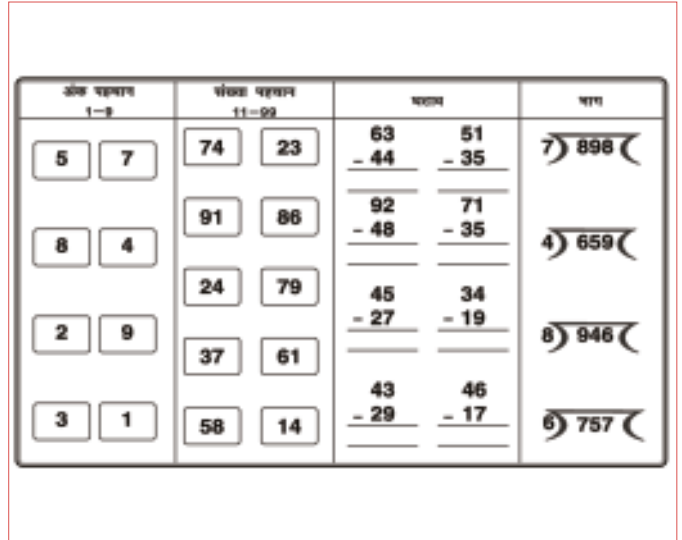 अंक पहचान
1–9
संख्या पहचान
11–99
घटाव
भाग
5 7
8 4
2 9
3 1
74 23
91 86
24 79
37 61
58 14
63 51
- 44 - 35
92 71
- 48 - 35
45 34
- 27 - 19
43 46
- 29 - 17
7) 898 (
4) 659 (
8) 946 (
6) 757 (